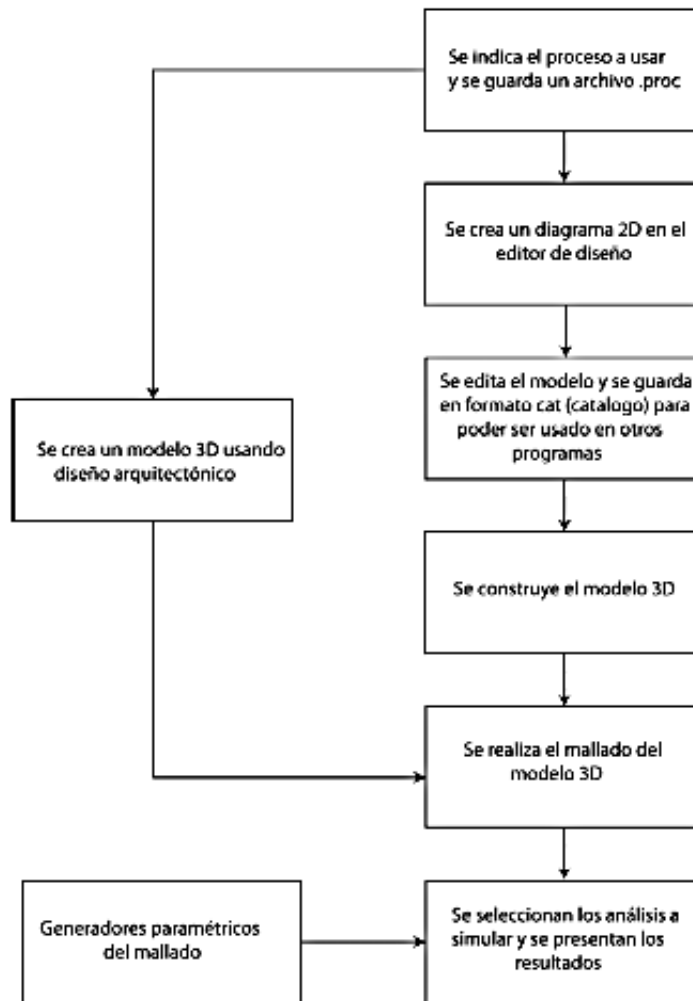 Se indica el proceso a usar
y se guarda un archivo .proc
Se crea un diagrama 2D en el
editor de diseño
Se edita el modelo y se guarda
en formato cat (catalogo) para
poder ser usado en otros
programas
Se crea un modelo 3D usando
diseño arquitectónico
Se construye el modelo 3D
Se realiza el mallado del
modelo 3D
Generadores paramétricos
del mallado
Se seleccionan los análisis a
simular y se presentan los
resultados